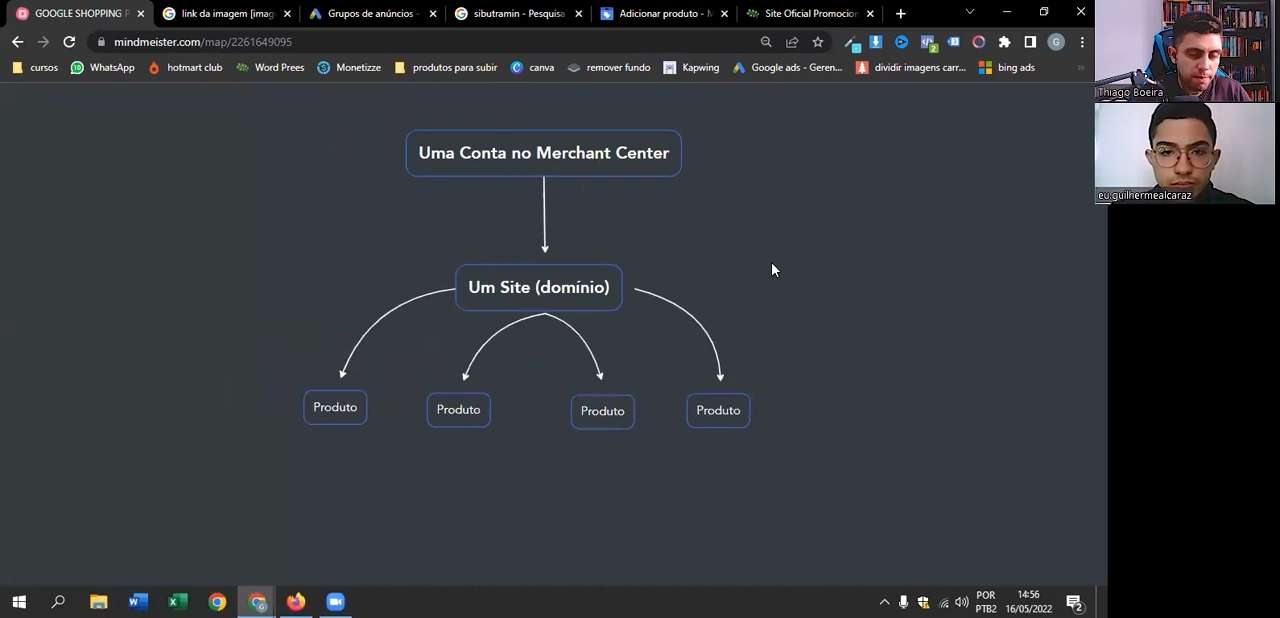 GOOGLE SHOPPING P
link da imagem [imag
Grupos de anúncios -
sibutramin - Pesquisa
Adicionar produto - M
Site Oficial Promocion
mindmeister.com/map/2261649095
G
cursos
WhatsApp
hotmart club
Word Prees
Monetizze
produtos para subir
canva
remover fundo
Kapwing
Google ads - Geren...
dividir imagens carr...
bing ads
Thiago Boeira
eu.guilhermealcaraz
Uma Conta no Merchant Center
Um Site (domínio)
Produto
Produto
Produto
Produto
POR
PTB2
14:56
16/05/2022
2